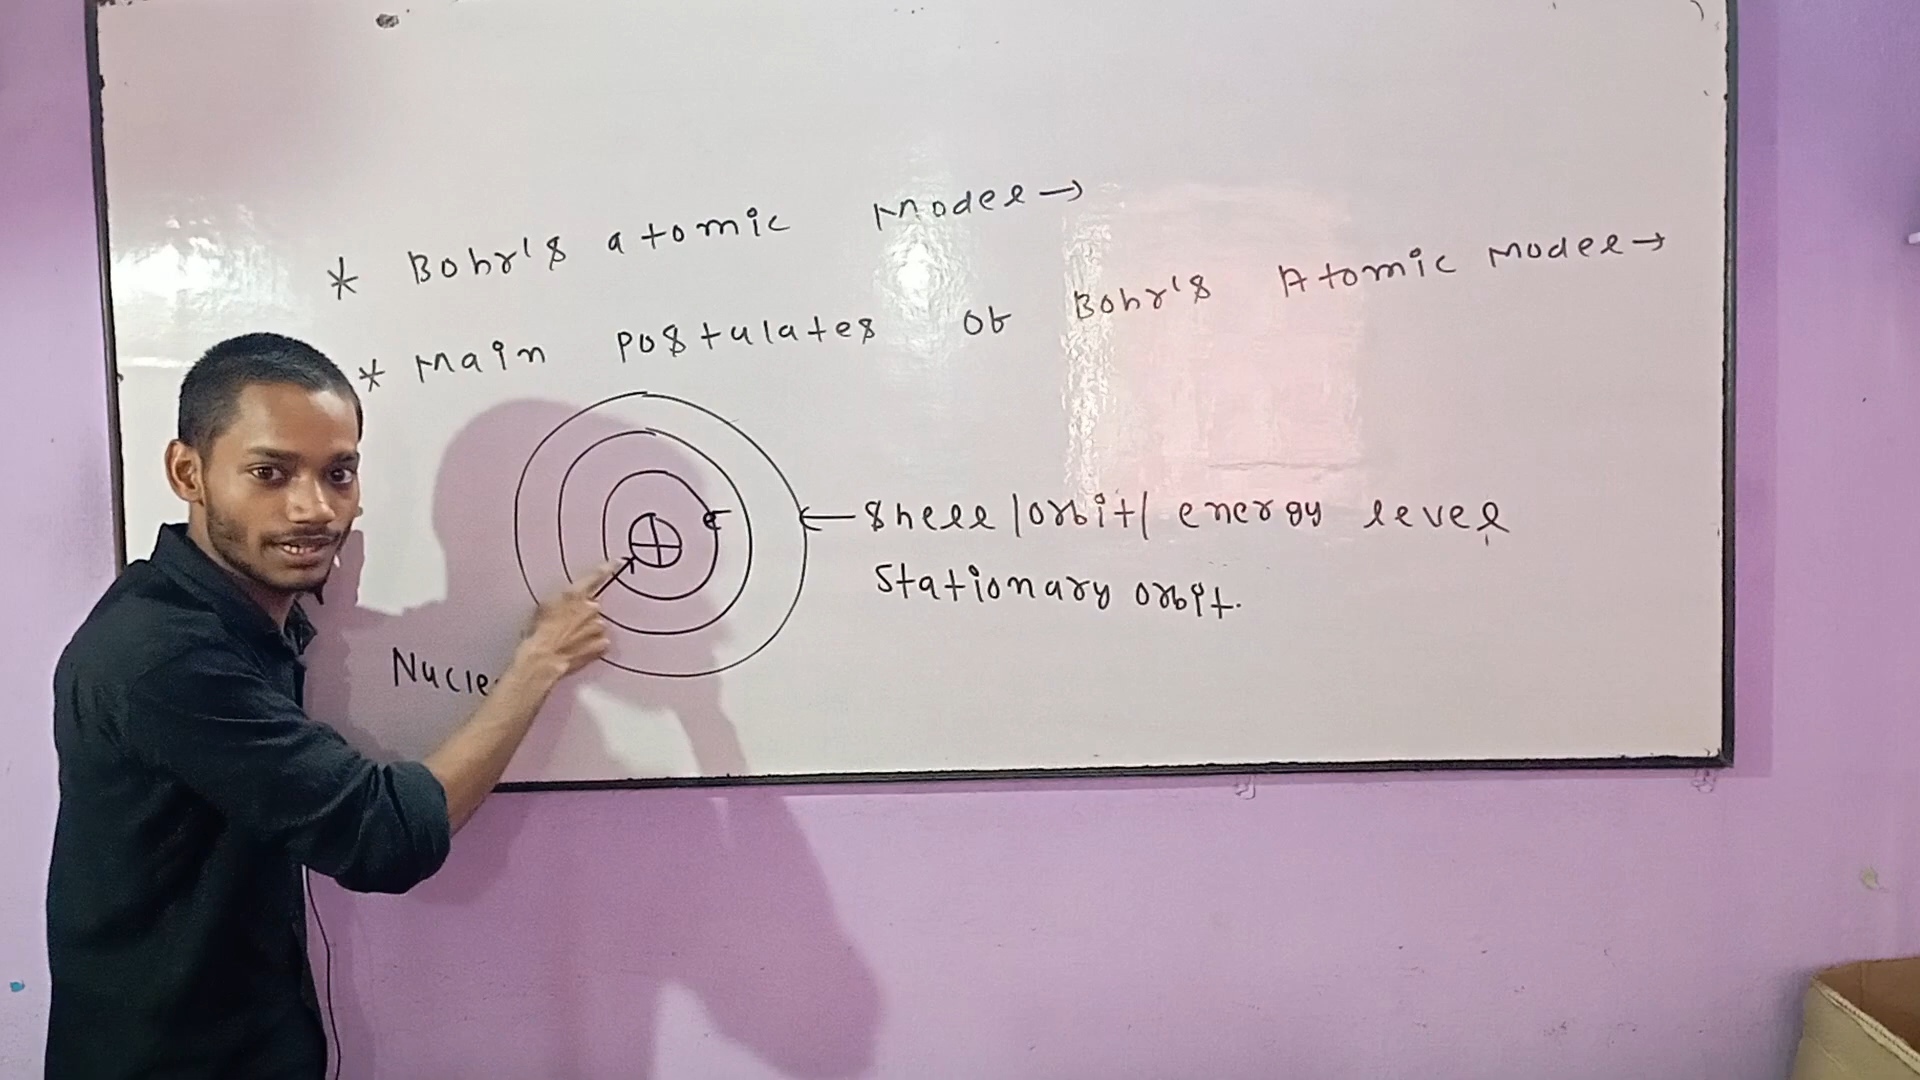 * Bohr's atomic Model →
* Main postulates of Bohr's Atomic Model →
e-
← Shell / orbit / energy level
Stationary orbit.
Nucle